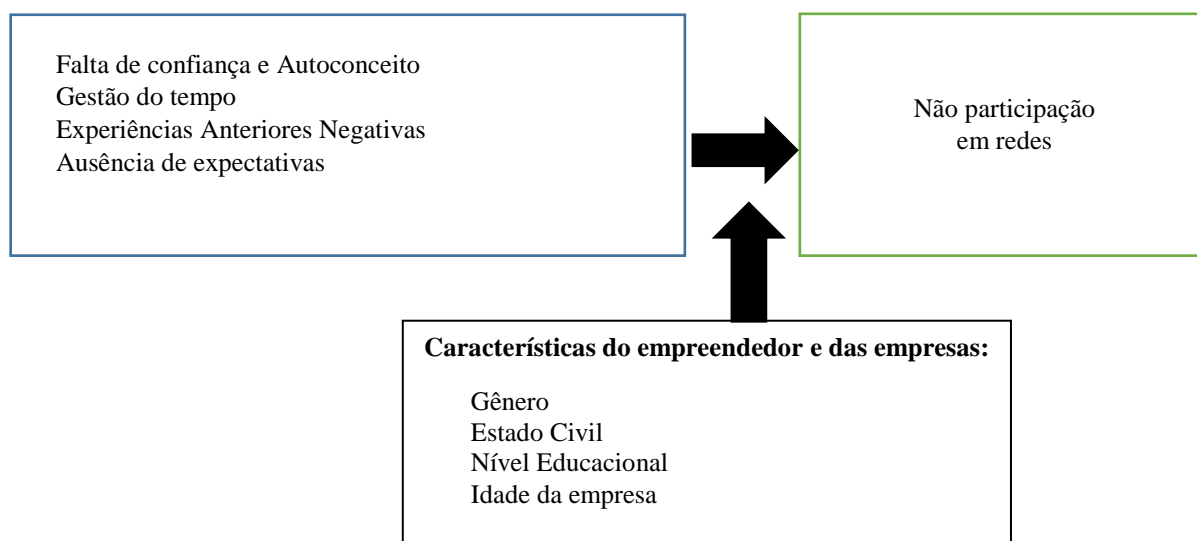 Falta de confiança e Autoconceito
Gestão do tempo
Experiências Anteriores Negativas
Ausência de expectativas
Não participação
em redes
Característicias do empreendedor e das empresas:
Gênero
Estado Civil
Nível Educacional
Idade da empresa